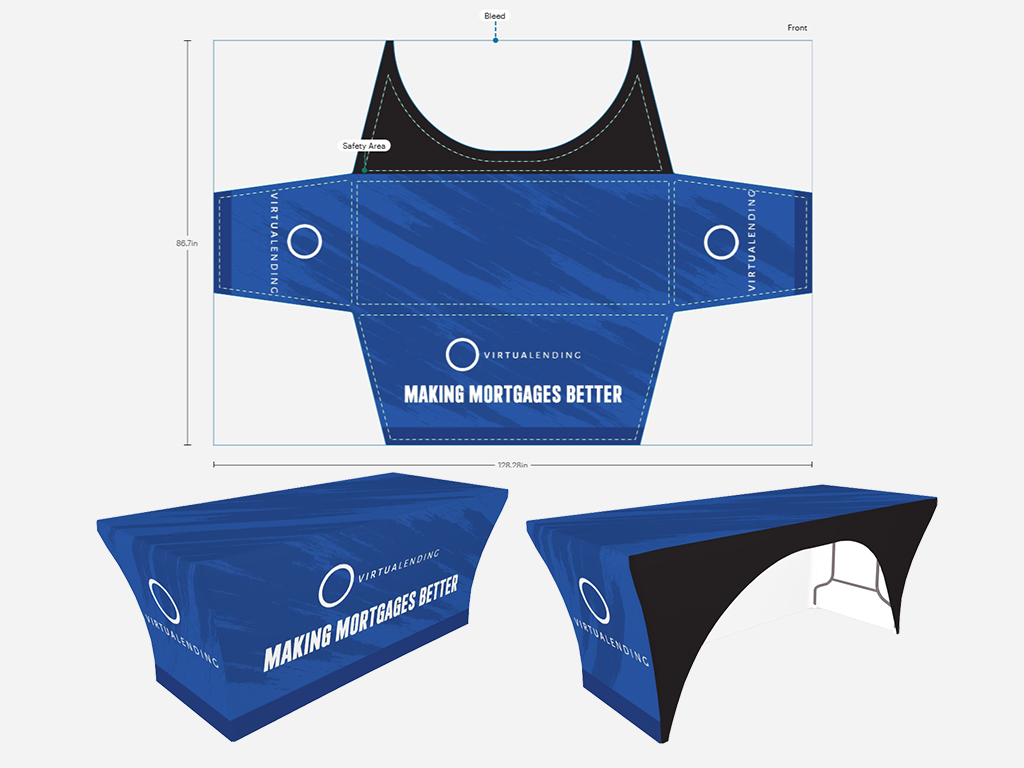 Bleed
Front
Safety Area
86.7in
VIRTUALENDING
VIRTUALENDING
VIRTUALENDING
MAKING MORTGAGES BETTER
128.28in
VIRTUALENDING
MAKING MORTGAGES BETTER
VIRTUALENDING
VIRTUALENDING